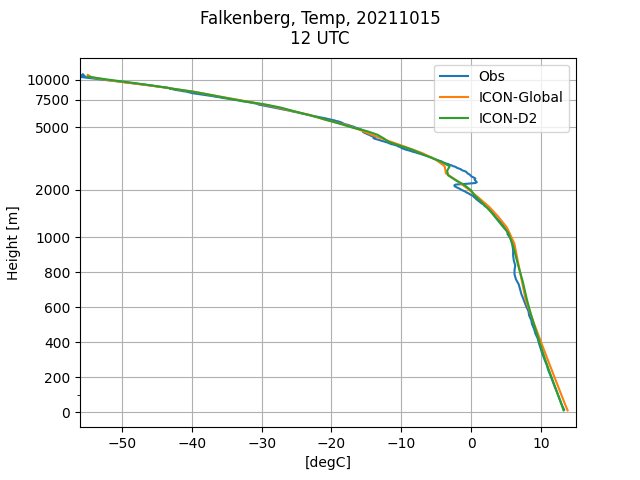 Falkenberg, Temp, 20211015
12 UTC
Obs
ICON-Global
ICON-D2
10000
7500
5000
2000
1000
800
600
400
200
0
Height [m]
−50 −40 −30 −20 −10 0 10
[degC]